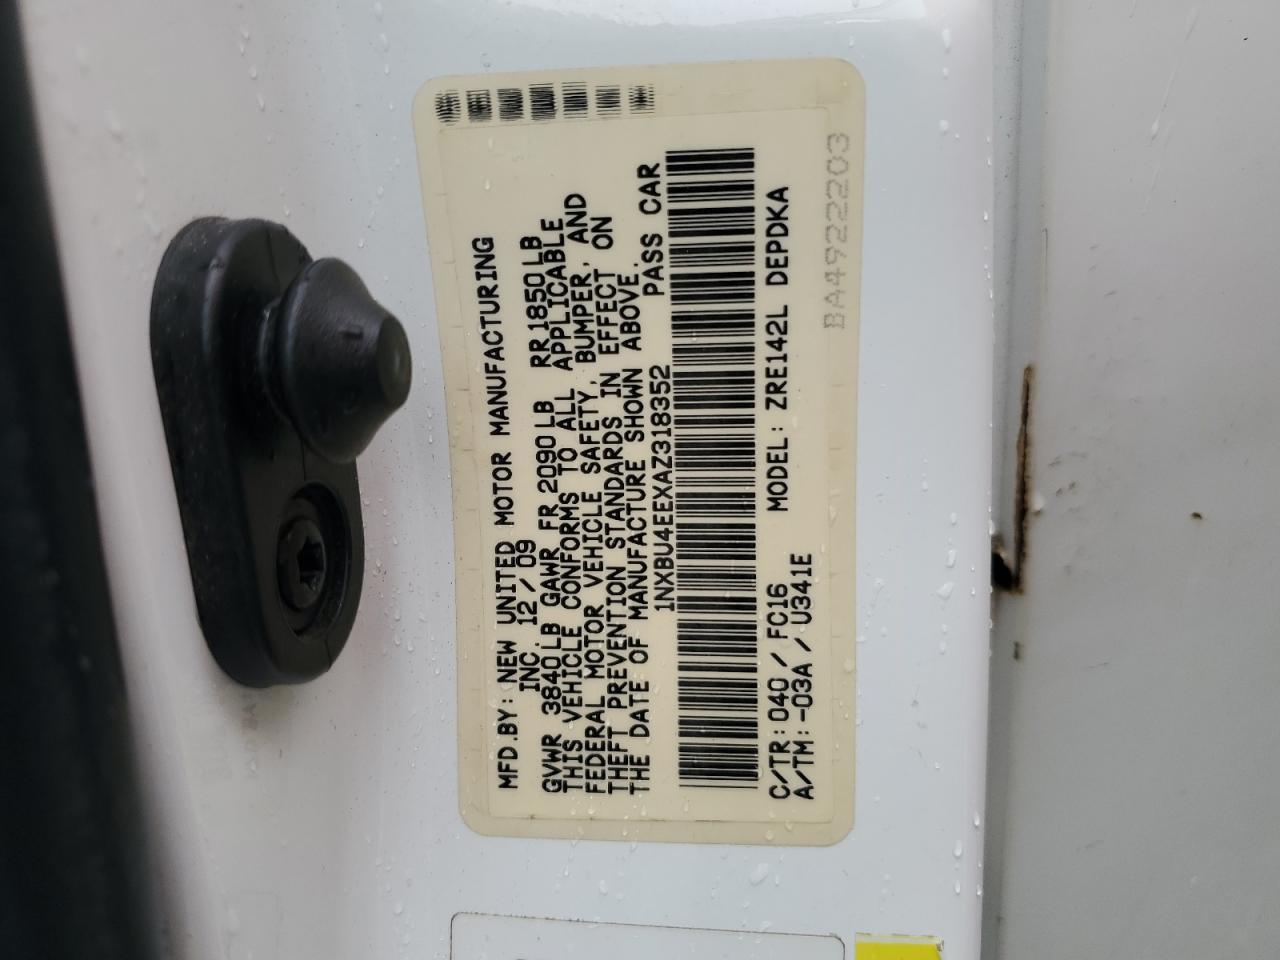 MFD.BY: NEW UNITED MOTOR MANUFACTURING
INC. 12/09
GVWR 3840LB GAWR FR 2090LB RR1850LB
THIS VEHICLE CONFORMS TO ALL APPLICABLE
FEDERAL MOTOR VEHICLE SAFETY, BUMPER, AND
THEFT PREVENTION STANDARDS IN EFFECT ON
THE DATE OF MANUFACTURE SHOWN ABOVE.
1NXBU4EEXAZ318352 PASS CAR
C/TR: 040/FC16 MODEL: ZRE142L DEPDKA
A/TM:-03A/U341E
BA49222203